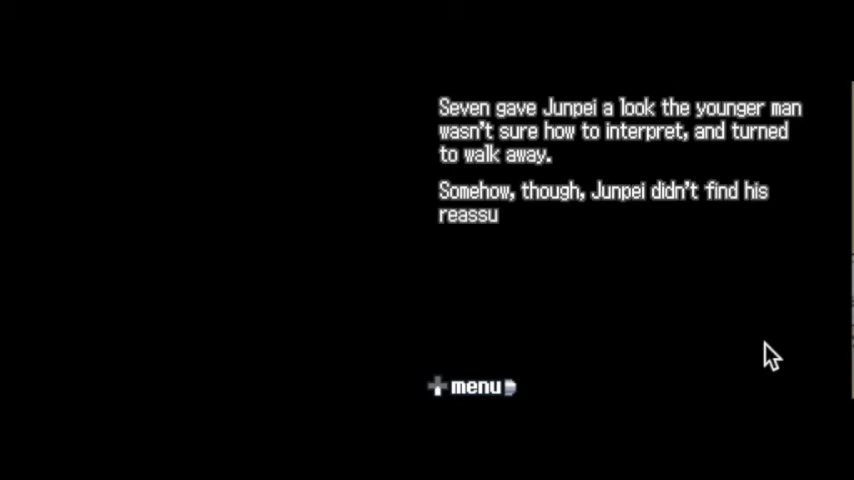 Seven gave Junpei a look the younger man
wasn't sure how to interpret, and turned
to walk away.
Somehow, though, Junpei didn't find his
reassu
menu